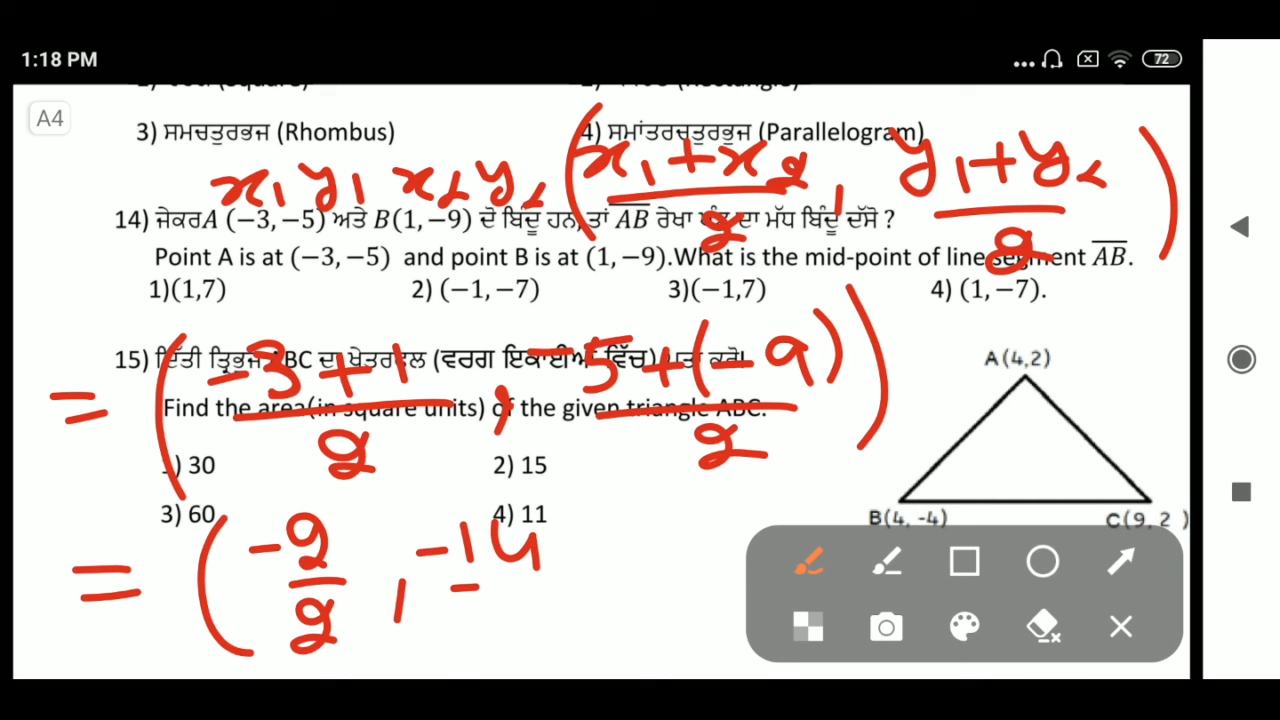 1:18 PM
72
A4
3) ਸਮਚਤੁਰਭਜ (Rhombus)
4) ਸਮਾਂਤਰਚਤੁਰਭੁਜ (Parallelogram)
x₁ y₁ x₂ y₂ (x₁+x₂/2, y₁+y₂/2)
14) ਜੇਕਰA (−3, −5) ਅਤੇ B(1, −9) ਦੋ ਬਿੰਦੂ ਹਨ, ਤਾਂ AB ਰੇਖਾ ਖੰਡ ਦਾ ਮੱਧ ਬਿੰਦੂ ਦੱਸੋ ?
Point A is at (−3, −5) and point B is at (1, −9).What is the mid-point of line segment AB.
1)(1,7)
2) (−1, −7)
3)(−1,7)
4) (1, −7).
= (−3+1/2, −5+(−9)/2)
15) ਦਿੱਤੀ ਤ੍ਰਿਭਜ ABC ਦਾ ਖੇਤਰਫਲ (ਵਰਗ ਇਕਾਈਆਂ ਵਿੱਚ) ਪਤਾ ਕਰੋ।
Find the area(in square units) of the given triangle ABC.
1) 30
2) 15
3) 60
4) 11
A(4,2)
B(4, -4)
C(9, 2 )
= (−2/2, −14